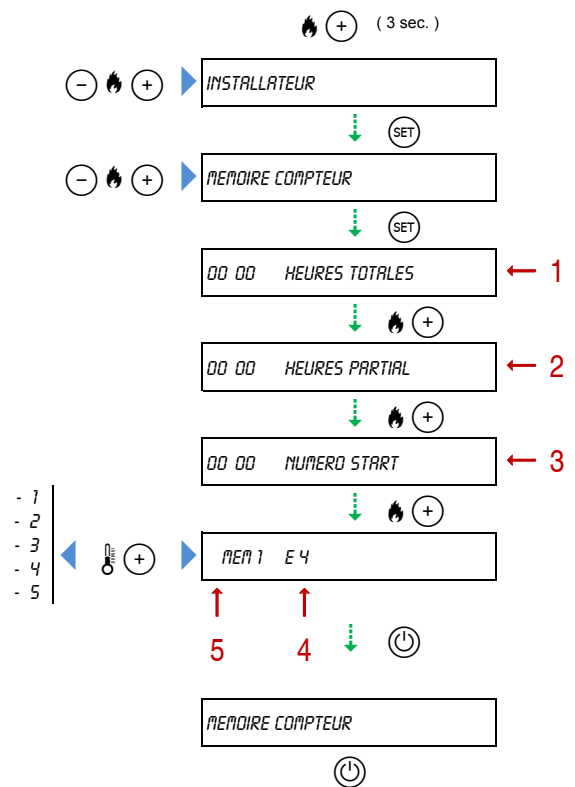 + ( 3 sec. )
− + INSTALLATEUR
SET
− + MEMOIRE COMPTEUR
SET
00 00 HEURES TOTALES 1
+
00 00 HEURES PARTIAL 2
+
00 00 NUMERO START 3
+
- 1
- 2
- 3
- 4
- 5
+ MEM 1 E 4
5 4
MEMOIRE COMPTEUR